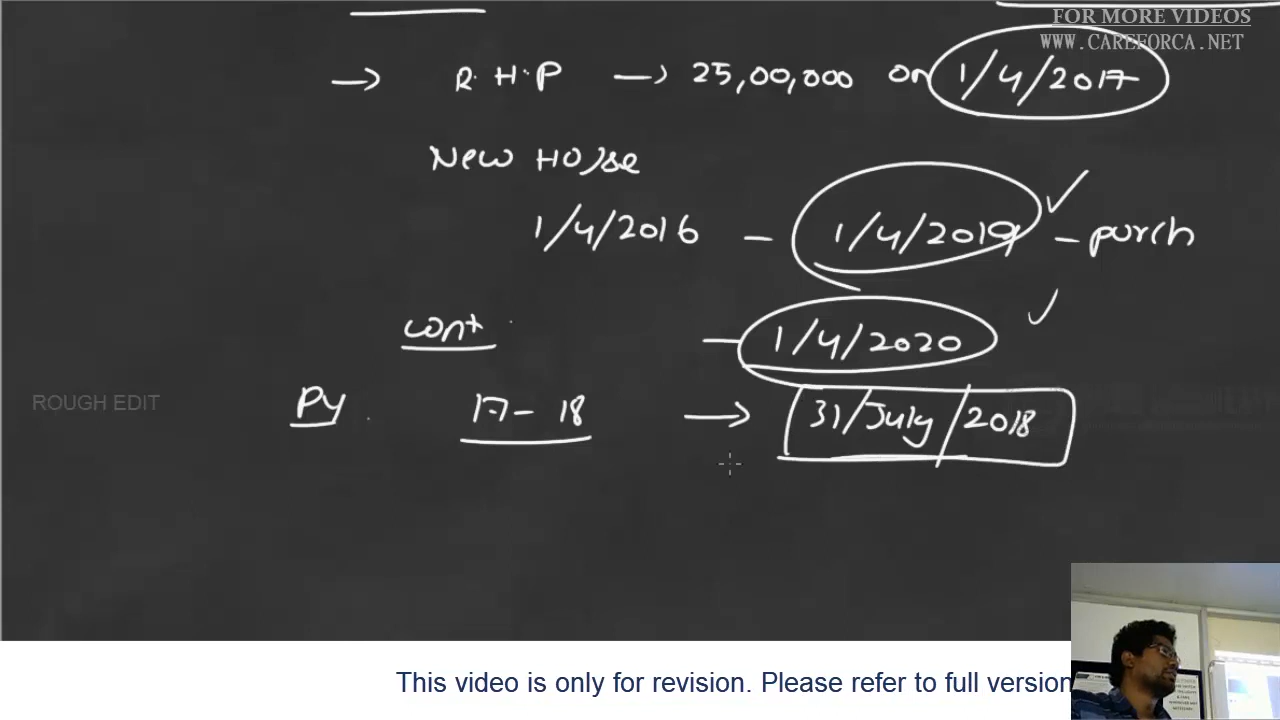 FOR MORE VIDEOS
WWW.CAREFORCA.NET
→ R.H.P → 25,00,000 on 1/4/2017
New House
1/4/2016 - 1/4/2019 ✓ - purch
cont - 1/4/2020 ✓
PY 17-18 → 31/July/2018
ROUGH EDIT
This video is only for revision. Please refer to full version